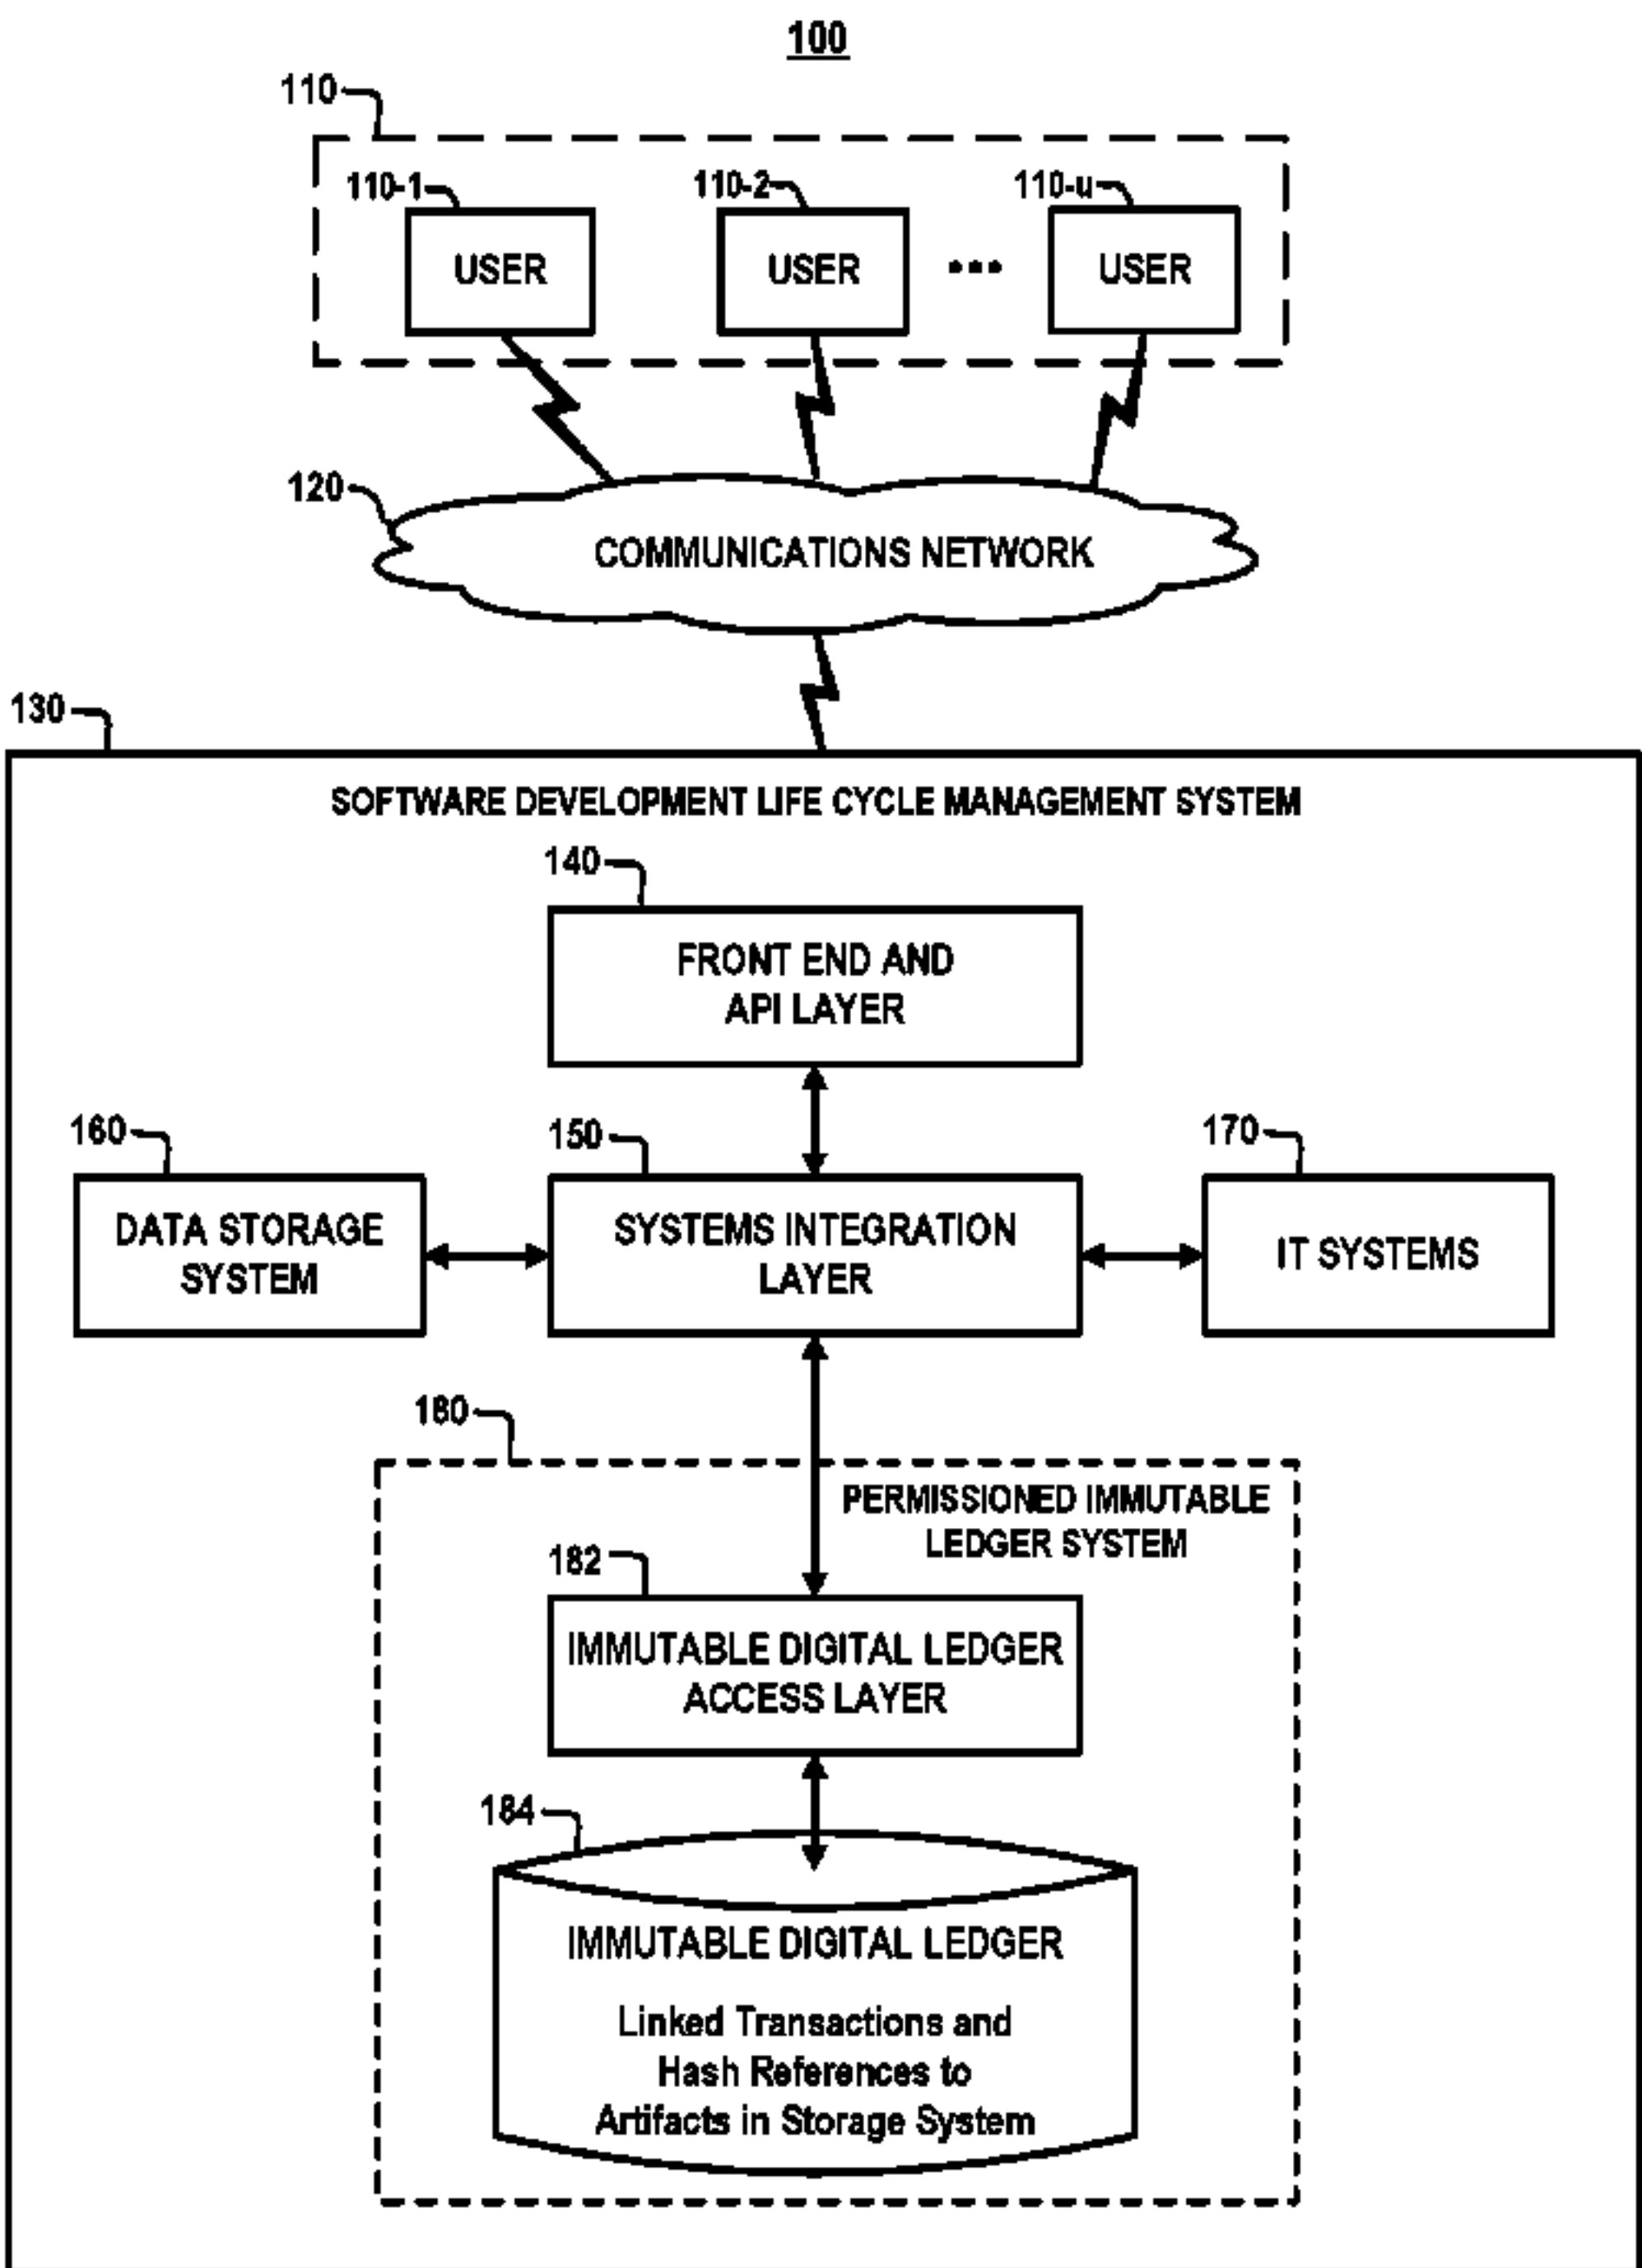 100
110
110-1
110-2
110-u
USER
USER
•••
USER
120
COMMUNICATIONS NETWORK
130
SOFTWARE DEVELOPMENT LIFE CYCLE MANAGEMENT SYSTEM
140
FRONT END AND
API LAYER
160
150
170
DATA STORAGE
SYSTEM
SYSTEMS INTEGRATION
LAYER
IT SYSTEMS
180
PERMISSIONED IMMUTABLE
LEDGER SYSTEM
182
IMMUTABLE DIGITAL LEDGER
ACCESS LAYER
184
IMMUTABLE DIGITAL LEDGER
Linked Transactions and
Hash References to
Artifacts in Storage System